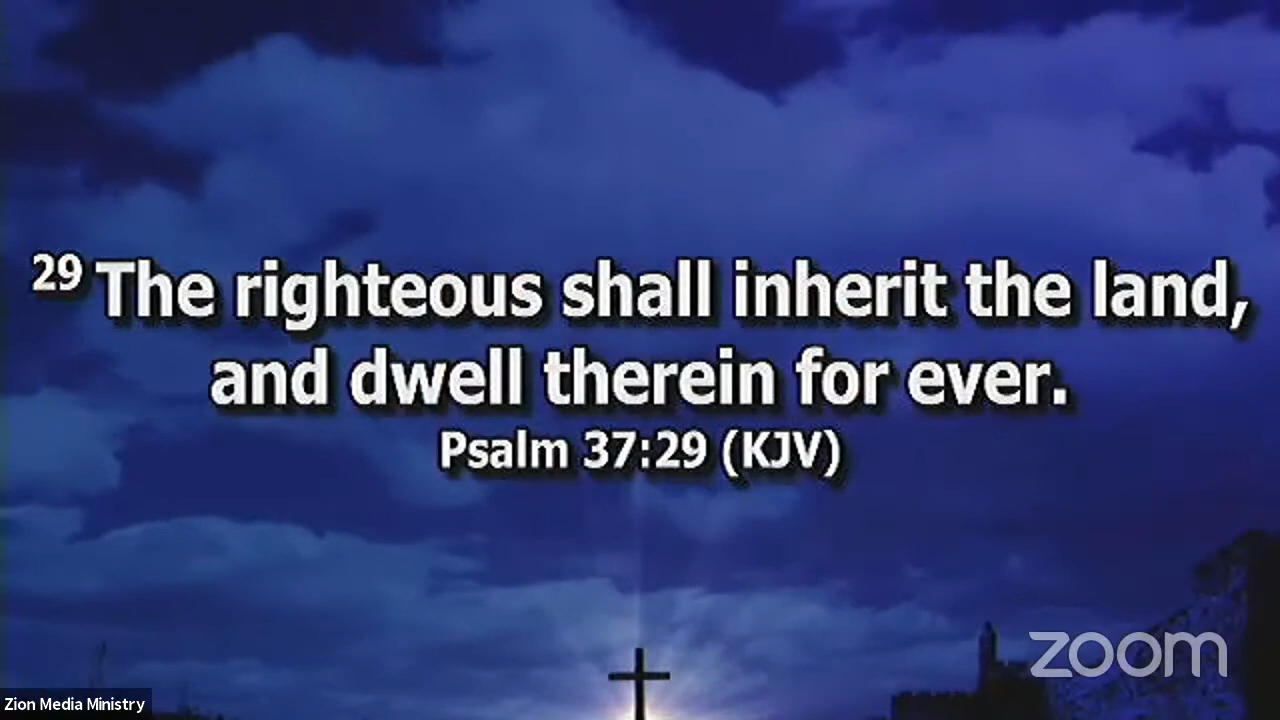 29 The righteous shall inherit the land,
and dwell therein for ever.
Psalm 37:29 (KJV)
zoom
Zion Media Ministry